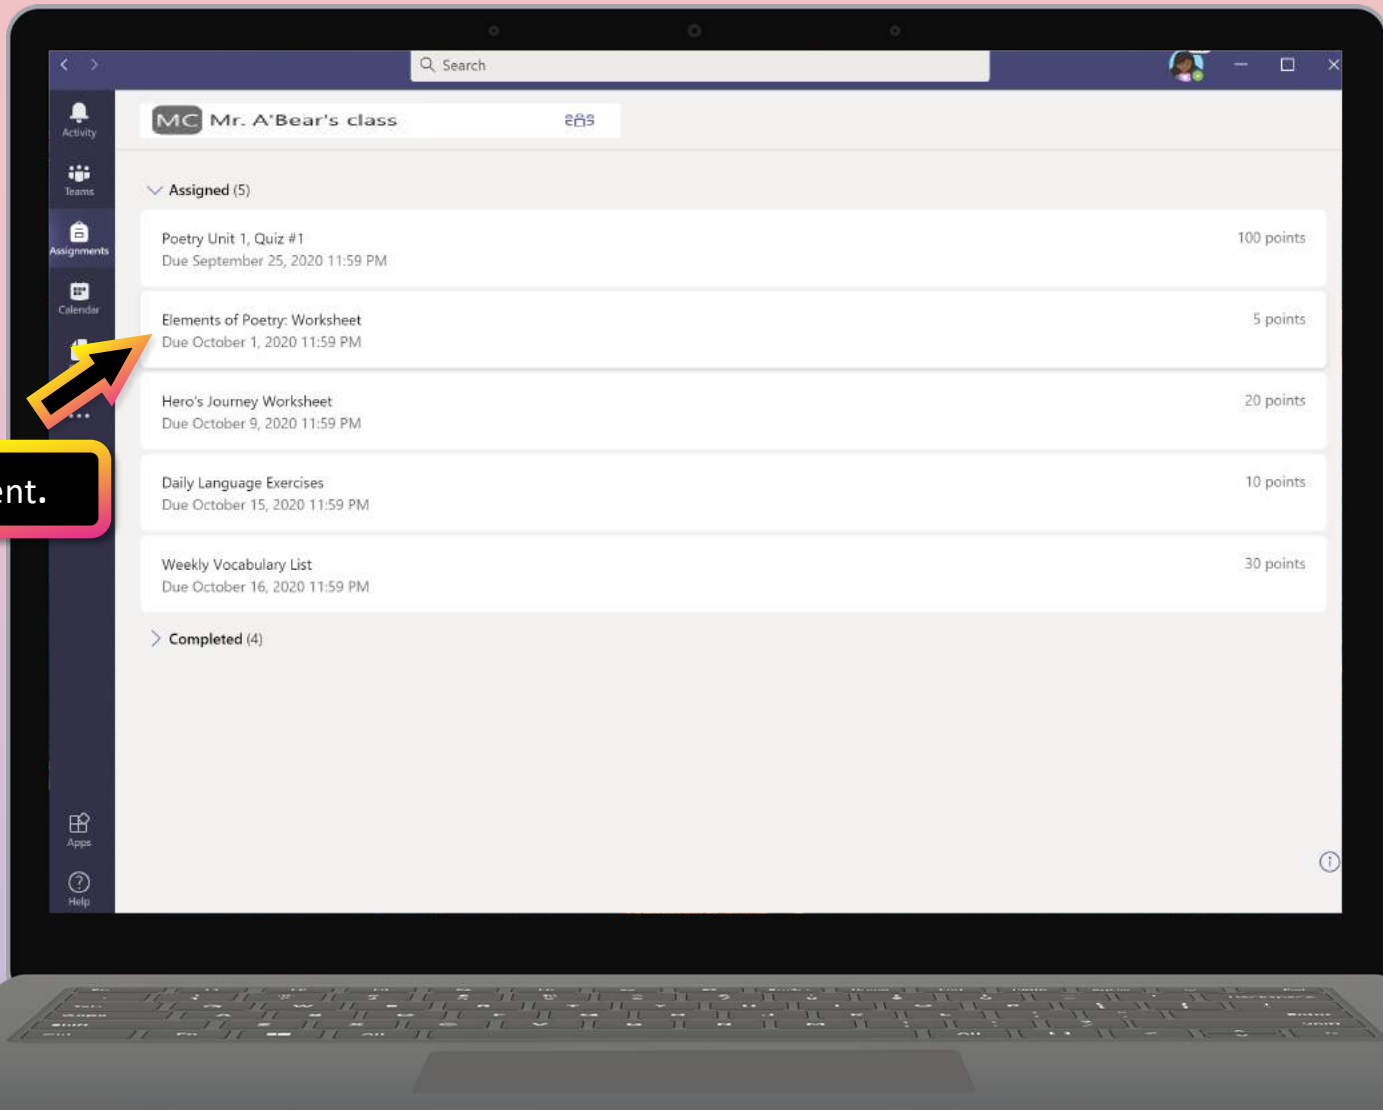 Search
Activity
MC Mr. A'Bear's class
Teams
Assigned (5)
Assignments
Poetry Unit 1, Quiz #1
100 points
Due September 25, 2020 11:59 PM
Calendar
Elements of Poetry: Worksheet
5 points
Due October 1, 2020 11:59 PM
Hero's Journey Worksheet
20 points
Due October 9, 2020 11:59 PM
ent.
Daily Language Exercises
10 points
Due October 15, 2020 11:59 PM
Weekly Vocabulary List
30 points
Due October 16, 2020 11:59 PM
Completed (4)
Apps
Help